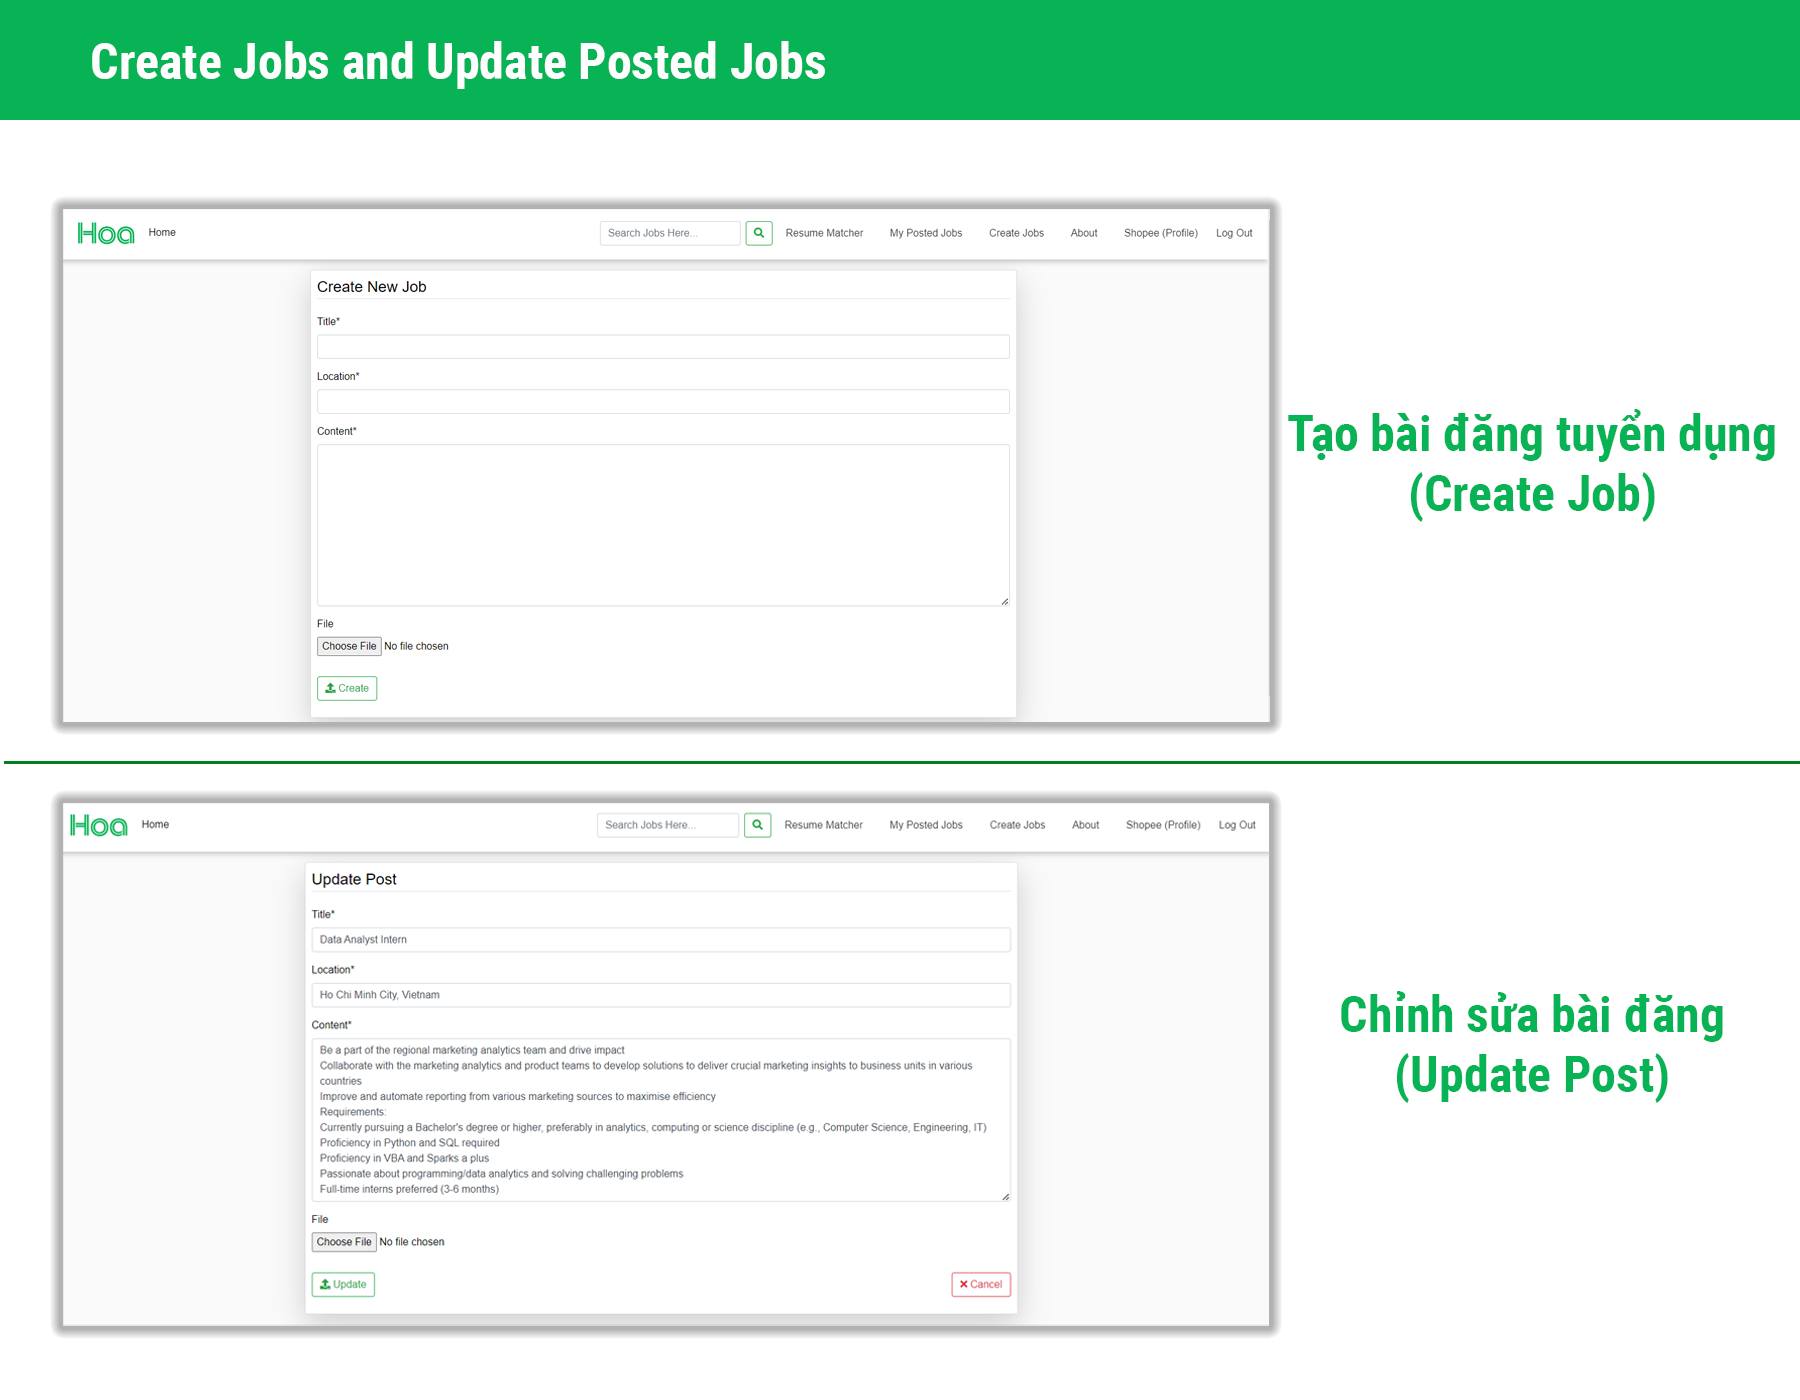 Create Jobs and Update Posted Jobs
Hoa Home Search Jobs Here... Resume Matcher My Posted Jobs Create Jobs About Shopee (Profile) Log Out
Create New Job
Title*
Location*
Content*
File
Choose File No file chosen
Create
Tạo bài đăng tuyển dụng
(Create Job)
Hoa Home Search Jobs Here... Resume Matcher My Posted Jobs Create Jobs About Shopee (Profile) Log Out
Update Post
Title*
Data Analyst Intern
Location*
Ho Chi Minh City, Vietnam
Content*
Be a part of the regional marketing analytics team and drive impact
Collaborate with the marketing analytics and product teams to develop solutions to deliver crucial marketing insights to business units in various
countries
Improve and automate reporting from various marketing sources to maximise efficiency
Requirements:
Currently pursuing a Bachelor's degree or higher, preferably in analytics, computing or science discipline (e.g., Computer Science, Engineering, IT)
Proficiency in Python and SQL required
Proficiency in VBA and Sparks a plus
Passionate about programming/data analytics and solving challenging problems
Full-time interns preferred (3-6 months)
File
Choose File No file chosen
Update Cancel
Chỉnh sửa bài đăng
(Update Post)